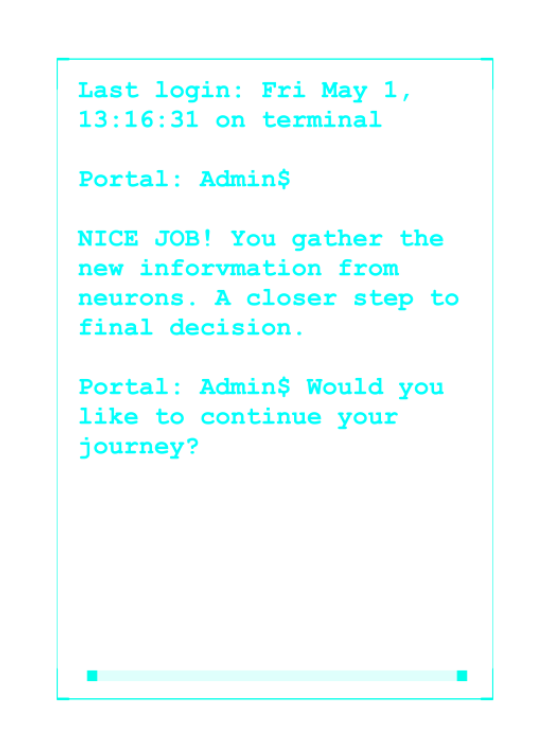 Last login: Fri May 1,
13:16:31 on terminal
Portal: Admin$
NICE JOB! You gather the
new inforvmation from
neurons. A closer step to
final decision.
Portal: Admin$ Would you
like to continue your
journey?